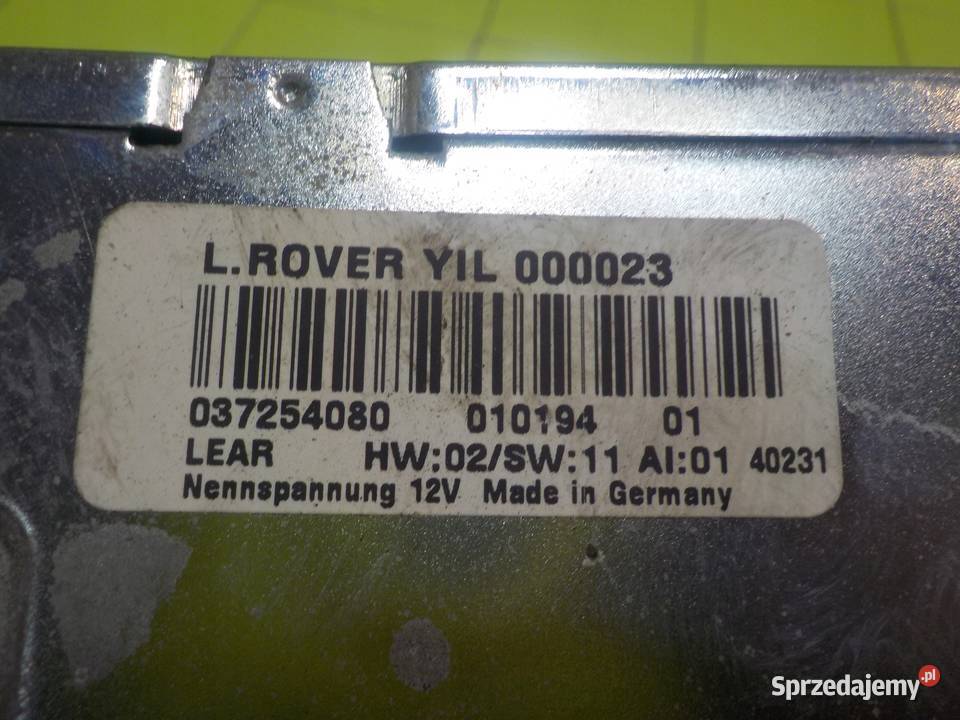 L.ROVER YIL 000023
037254080 010194 01
LEAR HW:02/SW:11 AI:01 40231
Nennspannung 12V Made in Germany
Sprzedajemy.pl